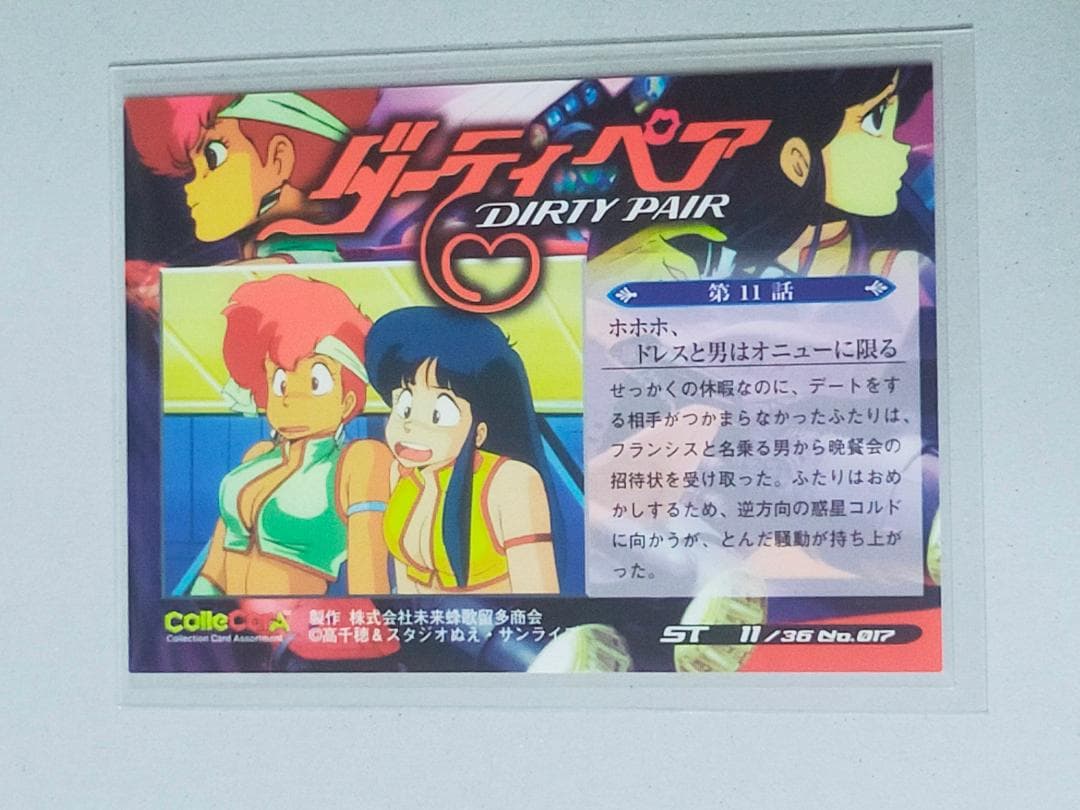 ダーティペア
DIRTY PAIR
第11話
ホホホ、
ドレスと男はオニューに限る
せっかくの休暇なのに、デートをす
る相手がつかまらなかったふたりは、
フランシスと名乗る男から晩餐会の
招待状を受け取った。ふたりはおめ
かしするため、逆方向の惑星コルド
に向かうが、とんだ騒動が持ち上が
った。
ColleCarA
Collection Card Assortment
製作 株式会社未来蜂歌留多商会
©高千穂&スタジオぬえ・サンライ
ST 11/36 No.017